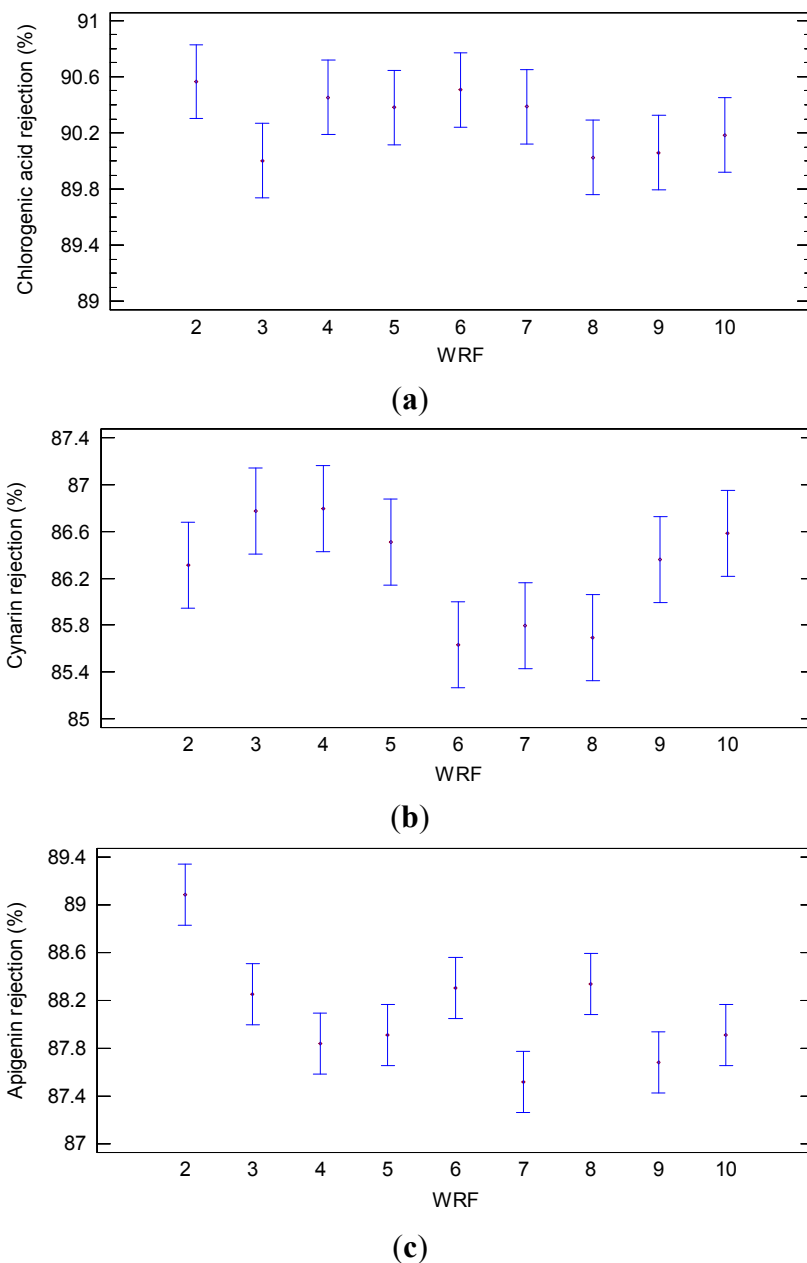 Chlorogenic acid rejection (%)
91
90.6
90.2
89.8
89.4
89
2 3 4 5 6 7 8 9 10
WRF
(a)
Cynarin rejection (%)
87.4
87
86.6
86.2
85.8
85.4
85
2 3 4 5 6 7 8 9 10
WRF
(b)
Apigenin rejection (%)
89.4
89
88.6
88.2
87.8
87.4
87
2 3 4 5 6 7 8 9 10
WRF
(c)